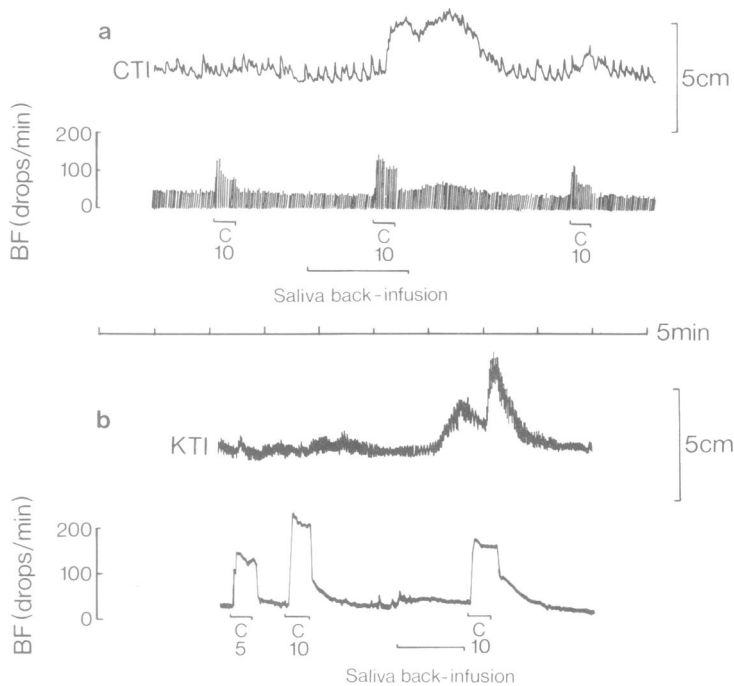 a
CTI
5cm
BF (drops/min)
200
100
0
C C C
10 10 10
Saliva back-infusion
5min
b
KTI
5cm
BF (drops/min)
200
100
0
C C C
5 10 10
Saliva back-infusion